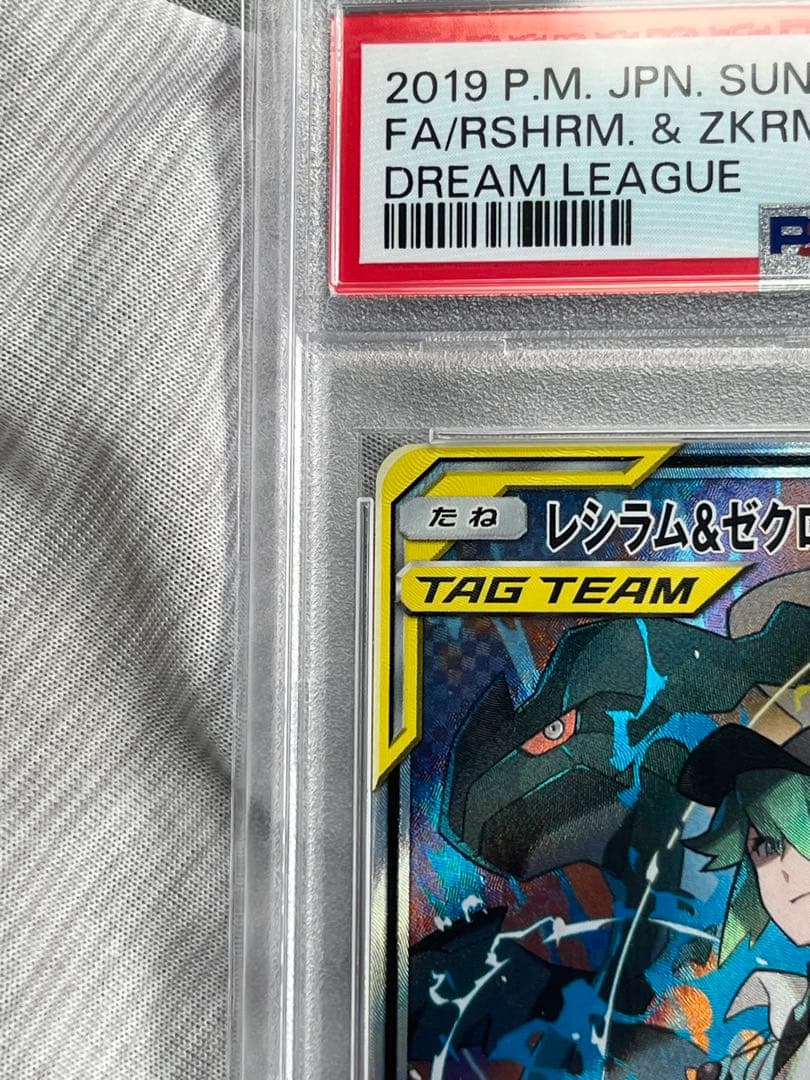 2019 P.M. JPN. SUN
FA/RSHRM. & ZKRM
DREAM LEAGUE
たね
レシラム&ゼクロ
TAG TEAM